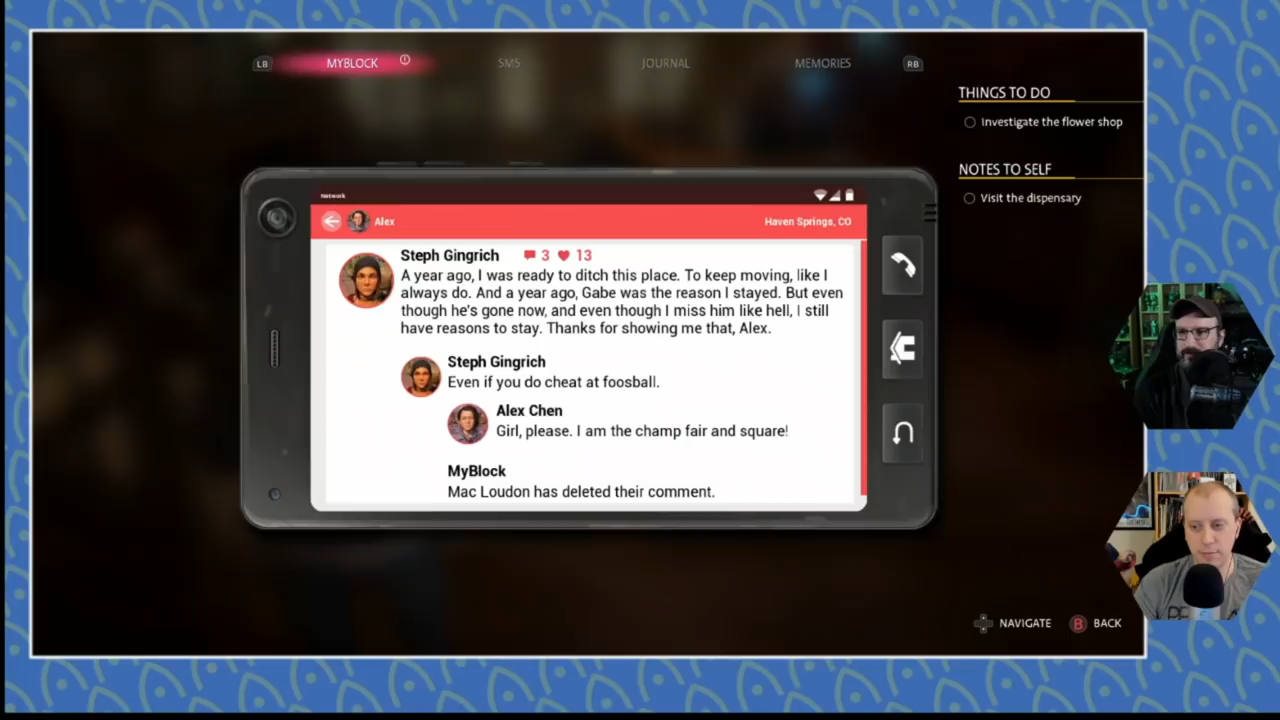 LB MYBLOCK SMS JOURNAL MEMORIES RB
THINGS TO DO
Investigate the flower shop
NOTES TO SELF
Visit the dispensary
Network
Alex Haven Springs, CO
Steph Gingrich 3 13
A year ago, I was ready to ditch this place. To keep moving, like I
always do. And a year ago, Gabe was the reason I stayed. But even
though he's gone now, and even though I miss him like hell, I still
have reasons to stay. Thanks for showing me that, Alex.
Steph Gingrich
Even if you do cheat at foosball.
Alex Chen
Girl, please. I am the champ fair and square!
MyBlock
Mac Loudon has deleted their comment.
NAVIGATE B BACK